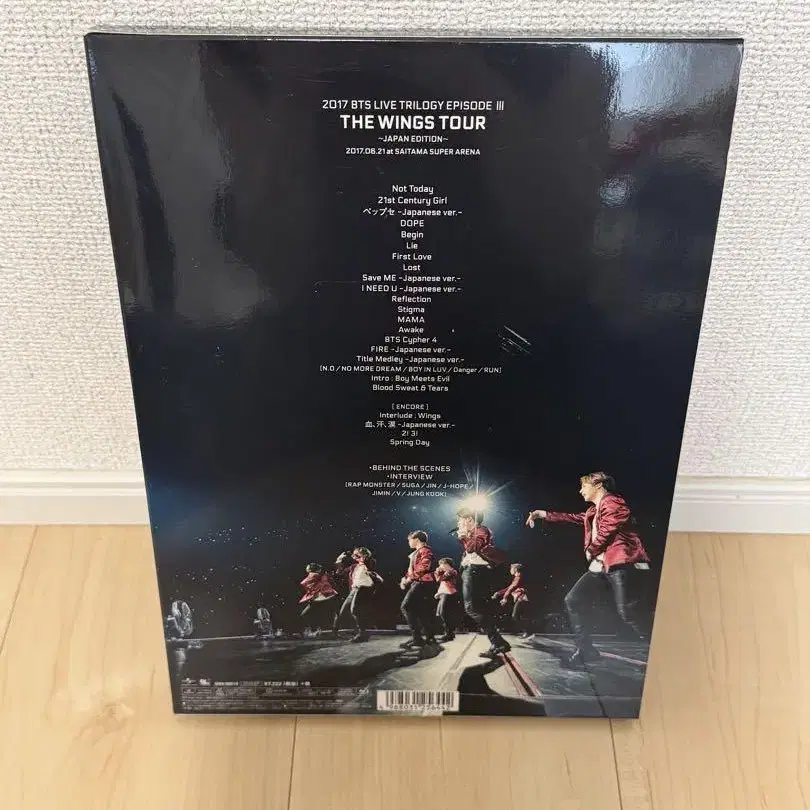 2017 BTS LIVE TRILOGY EPISODE III
THE WINGS TOUR
~JAPAN EDITION~
2017.06.21 at SAITAMA SUPER ARENA
Not Today
21st Century Girl
ペップセ -Japanese ver.-
DOPE
Begin
Lie
First Love
Lost
Save ME -Japanese ver.-
I NEED U -Japanese ver.-
Reflection
Stigma
MAMA
Awake
BTS Cypher 4
FIRE -Japanese ver.-
Title Medley -Japanese ver.-
[N.O / NO MORE DREAM / BOY IN LUV / Danger / RUN]
Intro : Boy Meets Evil
Blood Sweat & Tears
[ ENCORE ]
Interlude : Wings
血、汗、涙 -Japanese ver.-
2! 3!
Spring Day
・BEHIND THE SCENES
・INTERVIEW
[RAP MONSTER / SUGA / JIN / J-HOPE /
JIMIN / V / JUNG KOOK]